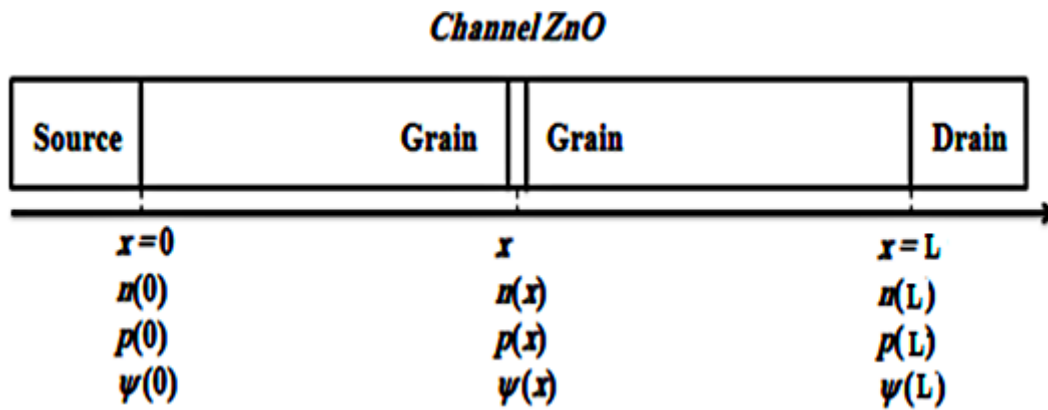 Channel ZnO
Source Grain Grain Drain
x=0 x x=L
n(0) n(x) n(L)
p(0) p(x) p(L)
ψ(0) ψ(x) ψ(L)